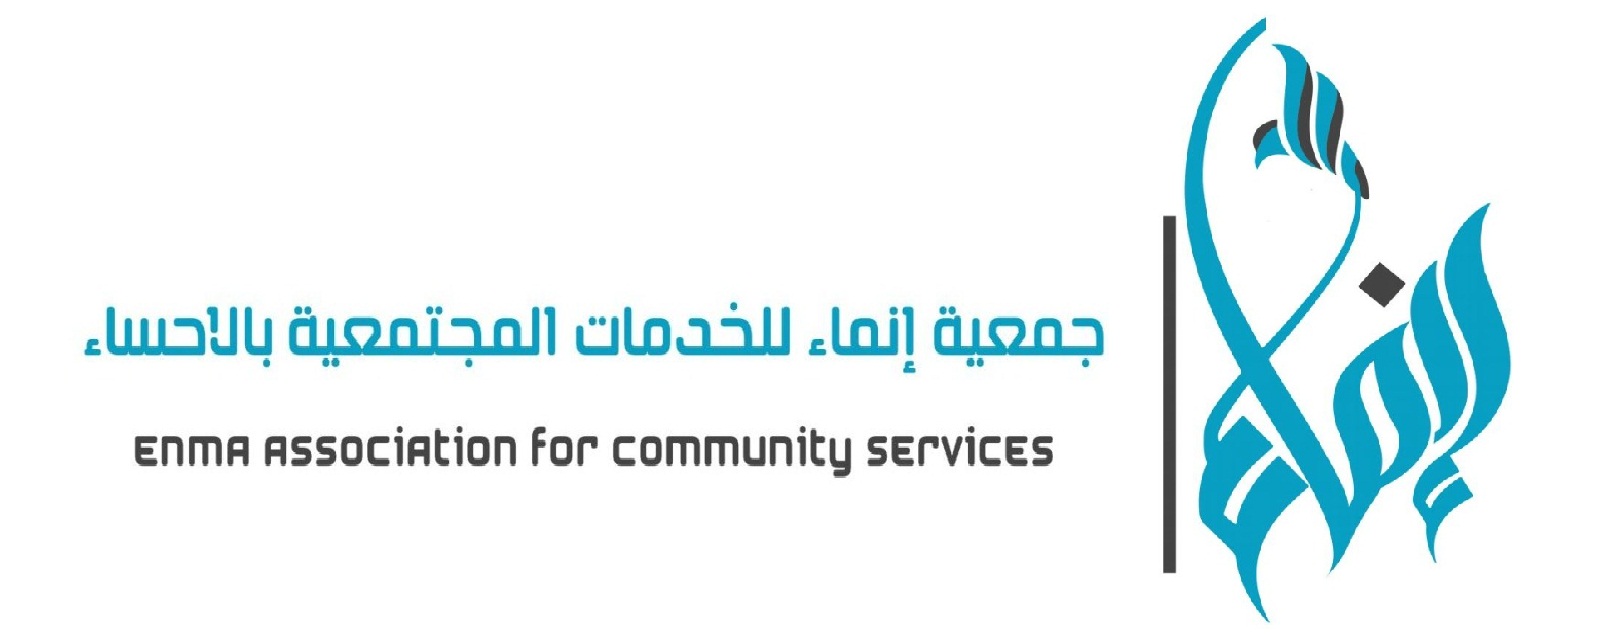 إنماء
جمعية إنماء للخدمات المجتمعية بالاحساء
ENMA ASSOCIATION FOR COMMUNITY SERVICES